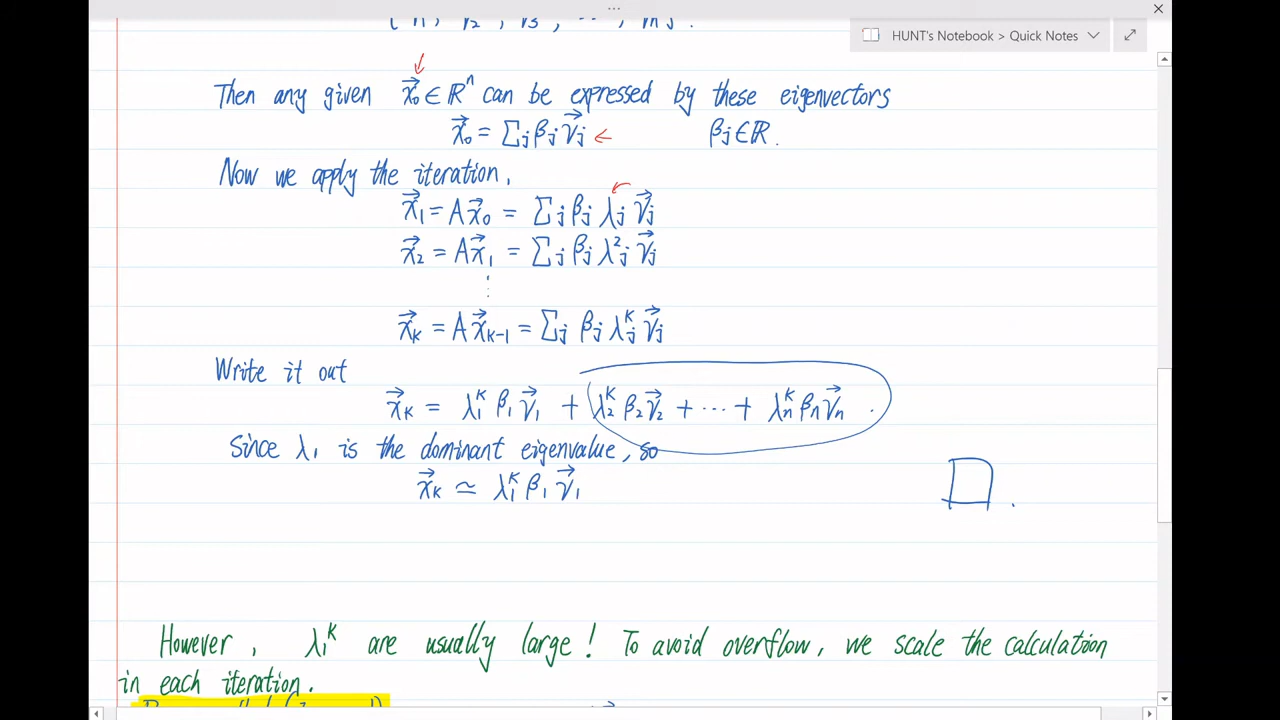 HUNT's Notebook > Quick Notes
Then any given x⃗₀ ∈ ℝⁿ can be expressed by these eigenvectors
x⃗₀ = Σⱼ βⱼ v⃗ⱼ βⱼ ∈ ℝ.
Now we apply the iteration,
x⃗₁ = A x⃗₀ = Σⱼ βⱼ λⱼ v⃗ⱼ
x⃗₂ = A x⃗₁ = Σⱼ βⱼ λ²ⱼ v⃗ⱼ
⋮
x⃗ₖ = A x⃗ₖ₋₁ = Σⱼ βⱼ λⱼᵏ v⃗ⱼ
Write it out
x⃗ₖ = λ₁ᵏ β₁ v⃗₁ + λ₂ᵏ β₂ v⃗₂ + ⋯ + λₙᵏ βₙ v⃗ₙ .
Since λ₁ is the dominant eigenvalue, so
x⃗ₖ ≃ λ₁ᵏ β₁ v⃗₁
However, λ₁ᵏ are usually large! To avoid overflow, we scale the calculation
in each iteration.